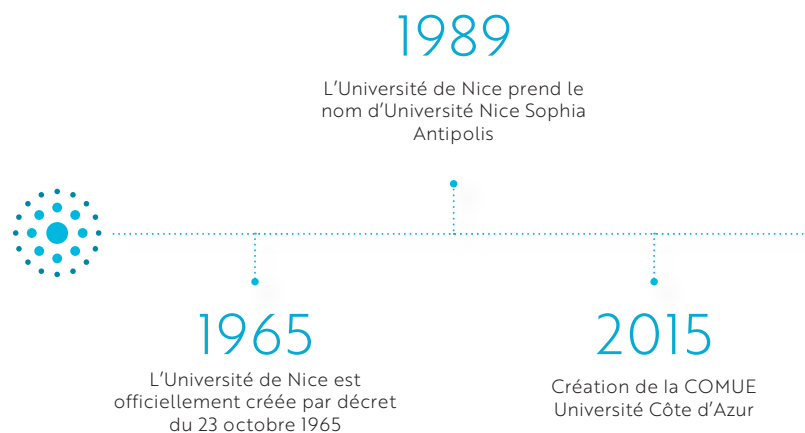 1989
L'Université de Nice prend le
nom d'Université Nice Sophia
Antipolis
1965
L'Université de Nice est
officiellement créée par décret
du 23 octobre 1965
2015
Création de la COMUE
Université Côte d'Azur